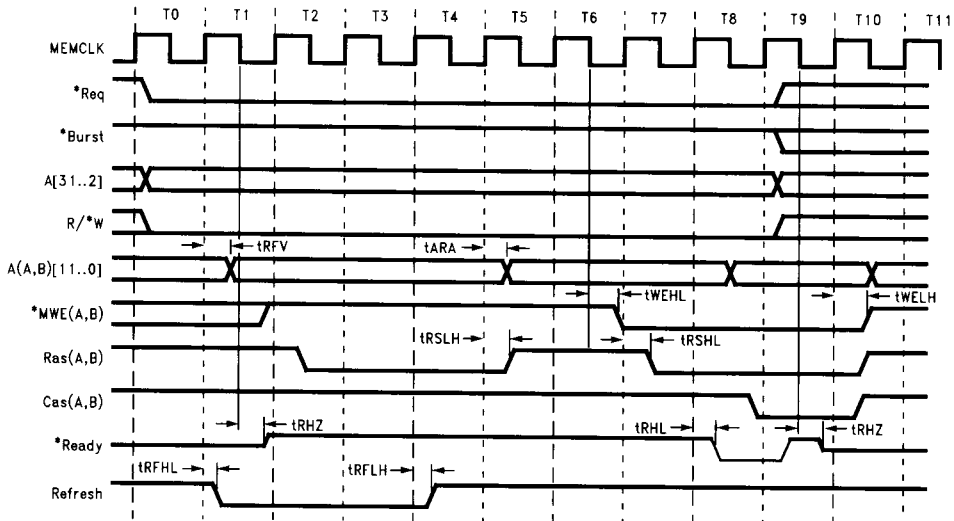 T0 T1 T2 T3 T4 T5 T6 T7 T8 T9 T10 T11
MEMCLK
*Req
*Burst
A[31..2]
R/*W
tRFV tARA
A(A,B)[11..0]
tWEHL tWELH
*MWE(A,B)
tRSLH tRSHL
Ras(A,B)
Cas(A,B)
tRHZ tRHL tRHZ
*Ready
tRFHL tRFLH
Refresh